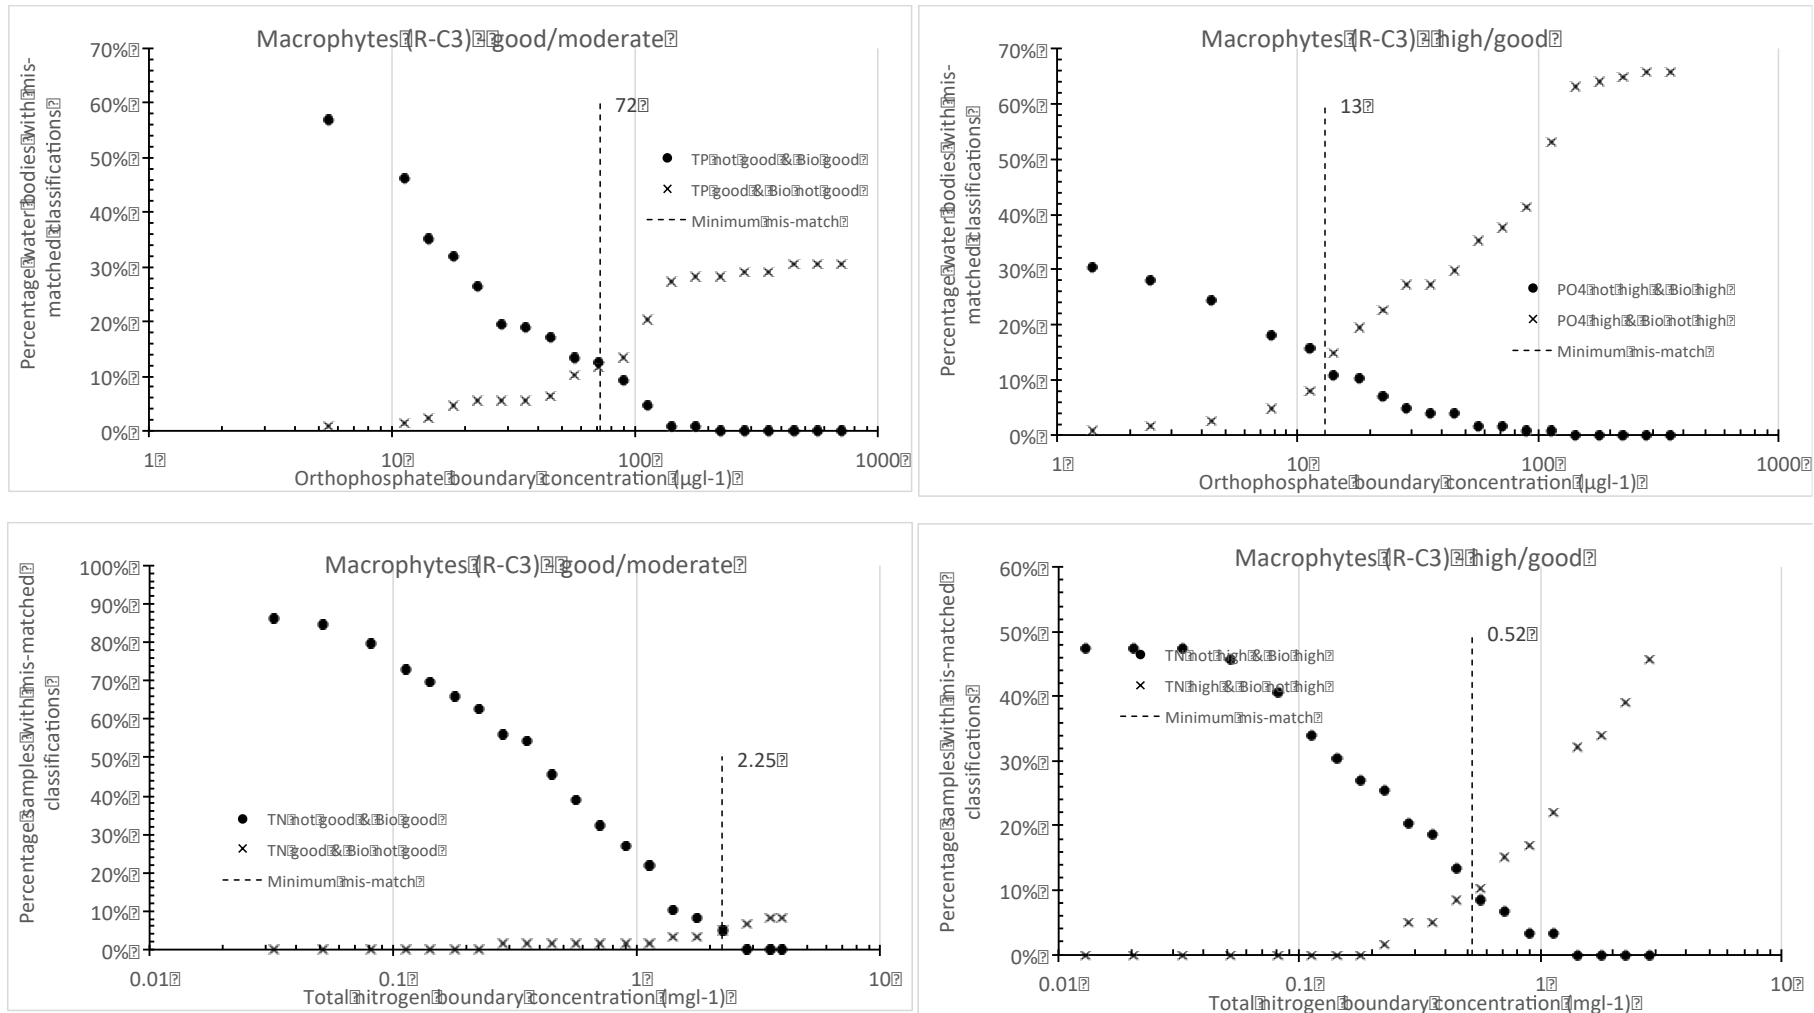 Macrophytes (R-C3) - good/moderate
70%
60%
50%
40%
30%
20%
10%
0%
Percentage water bodies with mis-
matched classifications
72
TP not good & Bio good
TP good & Bio not good
Minimum mis-match
1
10
100
1000
Orthophosphate boundary concentration (µgl-1)
Macrophytes (R-C3) - high/good
70%
60%
50%
40%
30%
20%
10%
0%
Percentage water bodies with mis-
matched classifications
13
PO4 not high & Bio high
PO4 high & Bio not high
Minimum mis-match
1
10
100
1000
Orthophosphate boundary concentration (µgl-1)
Macrophytes (R-C3) - good/moderate
100%
90%
80%
70%
60%
50%
40%
30%
20%
10%
0%
Percentage samples with mis-matched
classifications
2.25
TN not good & Bio good
TN good & Bio not good
Minimum mis-match
0.01
0.1
1
10
Total nitrogen boundary concentration (mgl-1)
Macrophytes (R-C3) - high/good
60%
50%
40%
30%
20%
10%
0%
Percentage samples with mis-matched
classifications
0.52
TN not high & Bio high
TN high & Bio not high
Minimum mis-match
0.01
0.1
1
10
Total nitrogen boundary concentration (mgl-1)